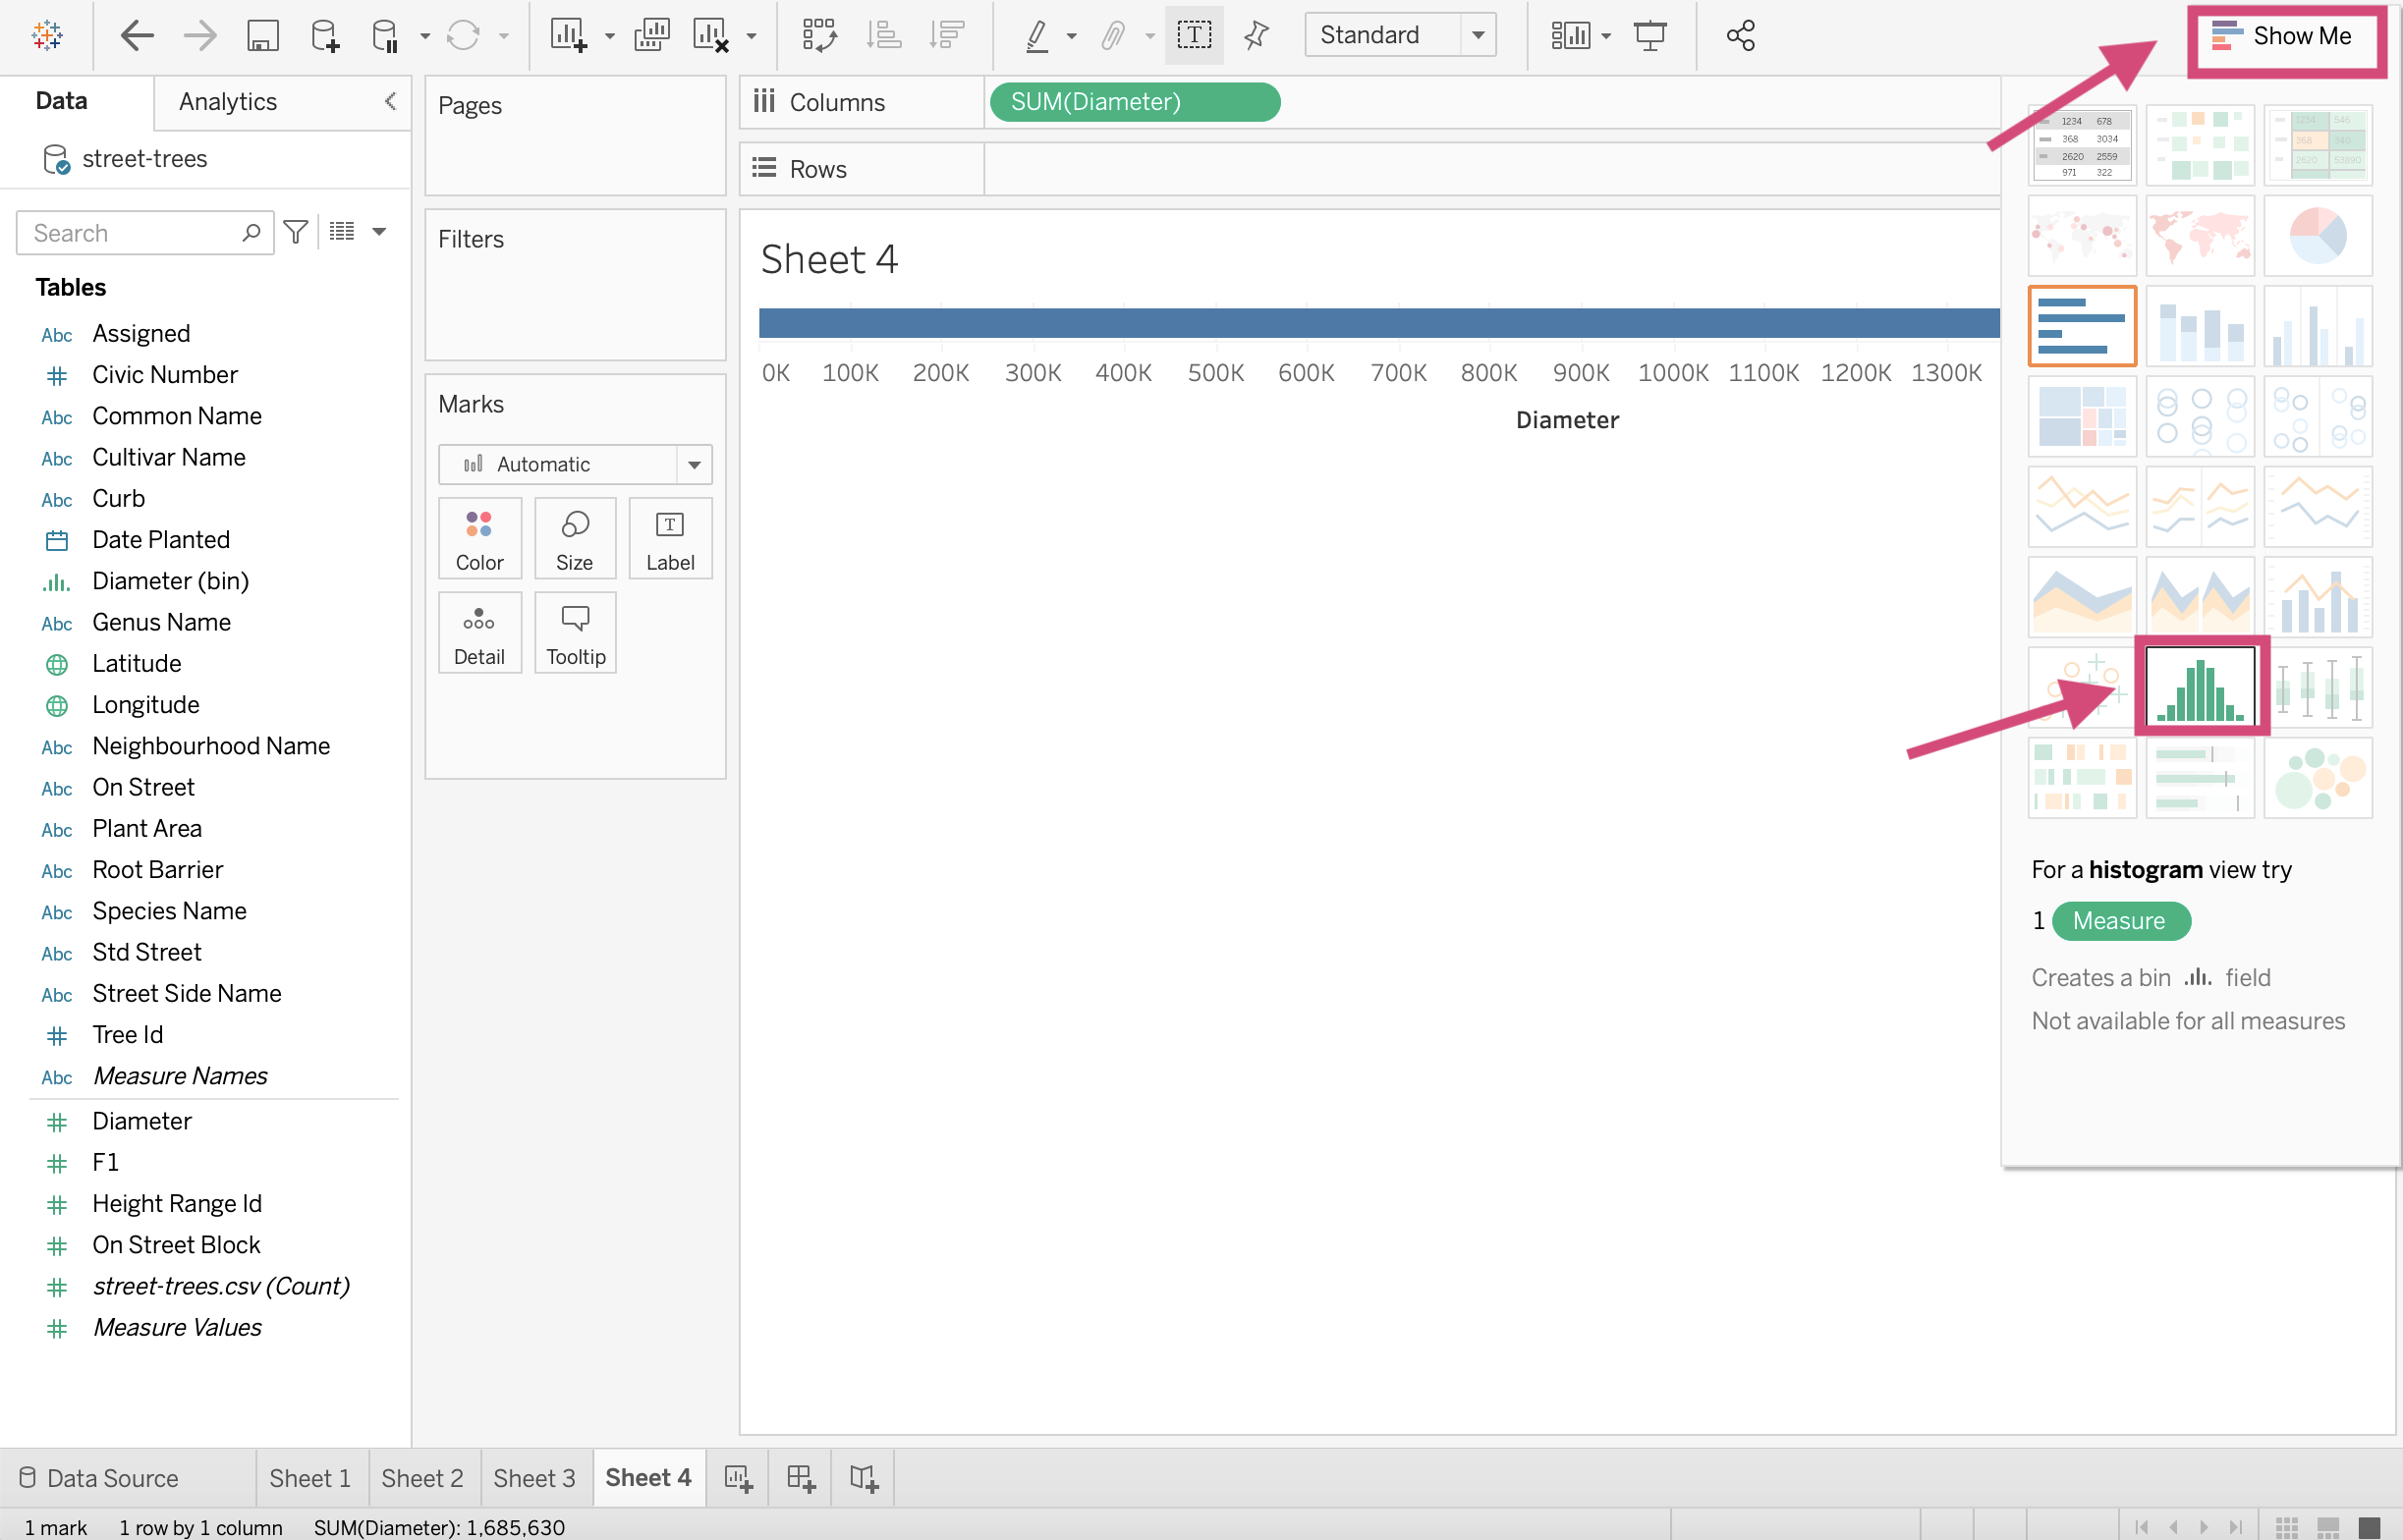 Standard
Show Me
Data
Analytics
street-trees
Search
Tables
Abc Assigned
Civic Number
Abc Common Name
Abc Cultivar Name
Abc Curb
Date Planted
Diameter (bin)
Abc Genus Name
Latitude
Longitude
Abc Neighbourhood Name
Abc On Street
Abc Plant Area
Abc Root Barrier
Abc Species Name
Abc Std Street
Abc Street Side Name
Tree Id
Abc Measure Names
Diameter
F1
Height Range Id
On Street Block
street-trees.csv (Count)
Measure Values
Pages
Filters
Marks
Automatic
Color Size Label
Detail Tooltip
Columns SUM(Diameter)
Rows
Sheet 4
0K 100K 200K 300K 400K 500K 600K 700K 800K 900K 1000K 1100K 1200K 1300K
Diameter
1234 678
368 3034
2620 2559
971 322
1234 546
368 340
2620 53890
For a histogram view try
1 Measure
Creates a bin field
Not available for all measures
Data Source Sheet 1 Sheet 2 Sheet 3 Sheet 4
1 mark 1 row by 1 column SUM(Diameter): 1,685,630